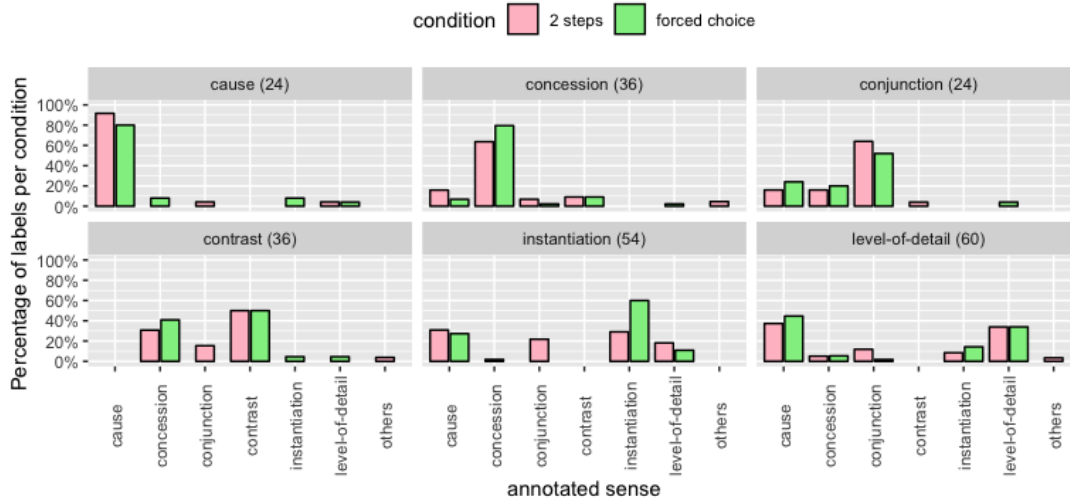 condition 2 steps forced choice
Percentage of labels per condition
cause (24) concession (36) conjunction (24)
100%
80%
60%
40%
20%
0%
contrast (36) instantiation (54) level-of-detail (60)
100%
80%
60%
40%
20%
0%
cause concession conjunction contrast instantiation level-of-detail others cause concession conjunction contrast instantiation level-of-detail others cause concession conjunction contrast instantiation level-of-detail others
annotated sense